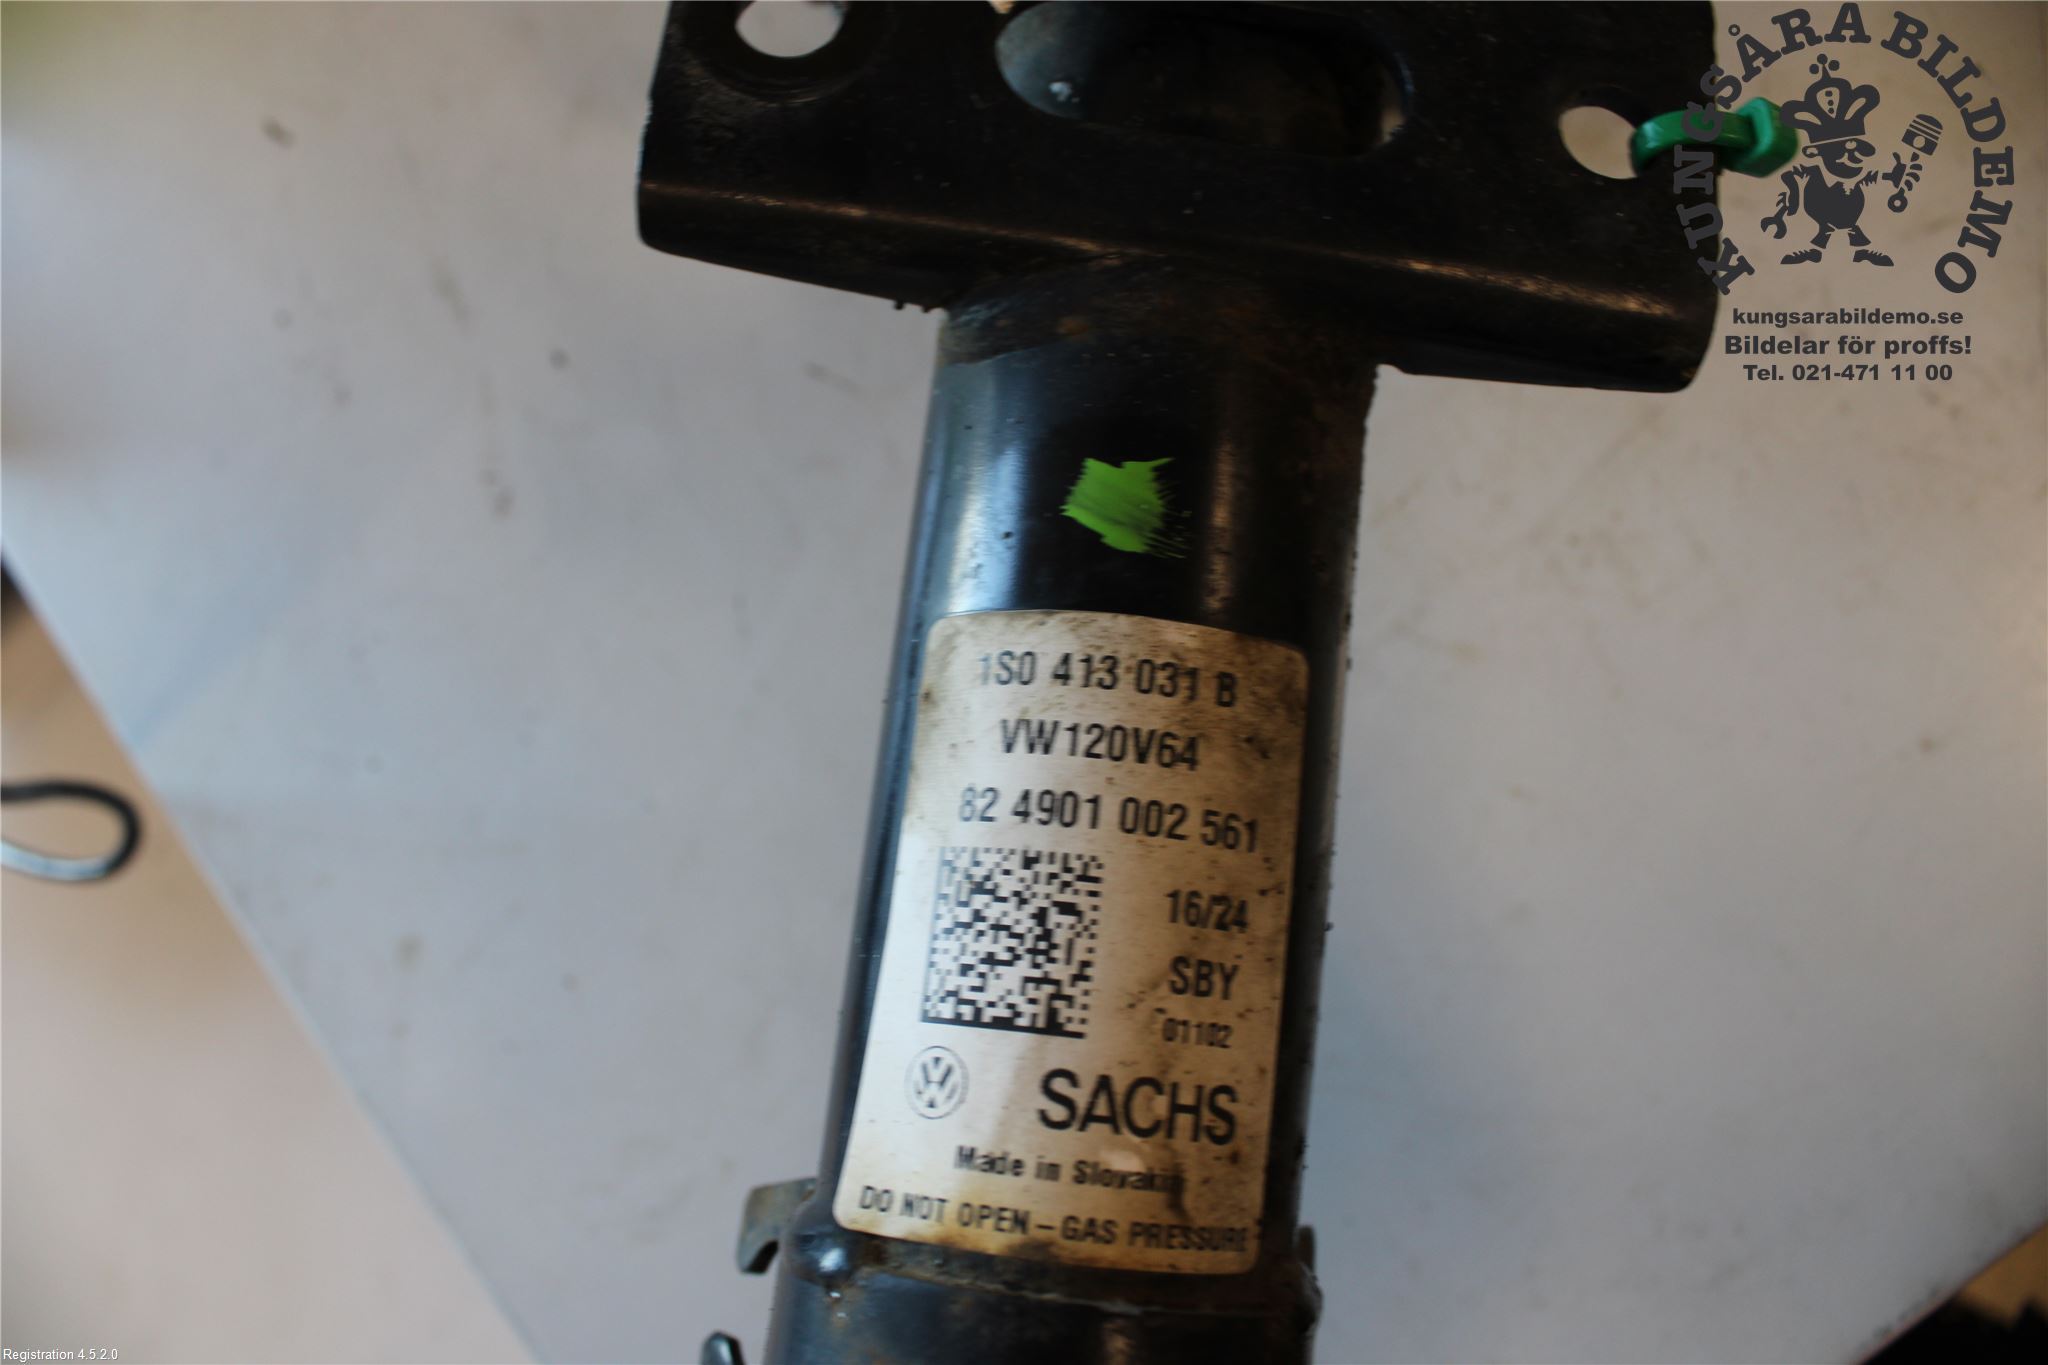 KUNGSÅRA BILDEMO
kungsarabildemo.se
Bildelar för proffs!
Tel. 021-471 11 00
1S0 413 031 B
VW120V64
82 4901 002 561
16/24
SBY
01102
SACHS
Made in Slovakia
DO NOT OPEN – GAS PRESSURE
Registration 4.5.2.0